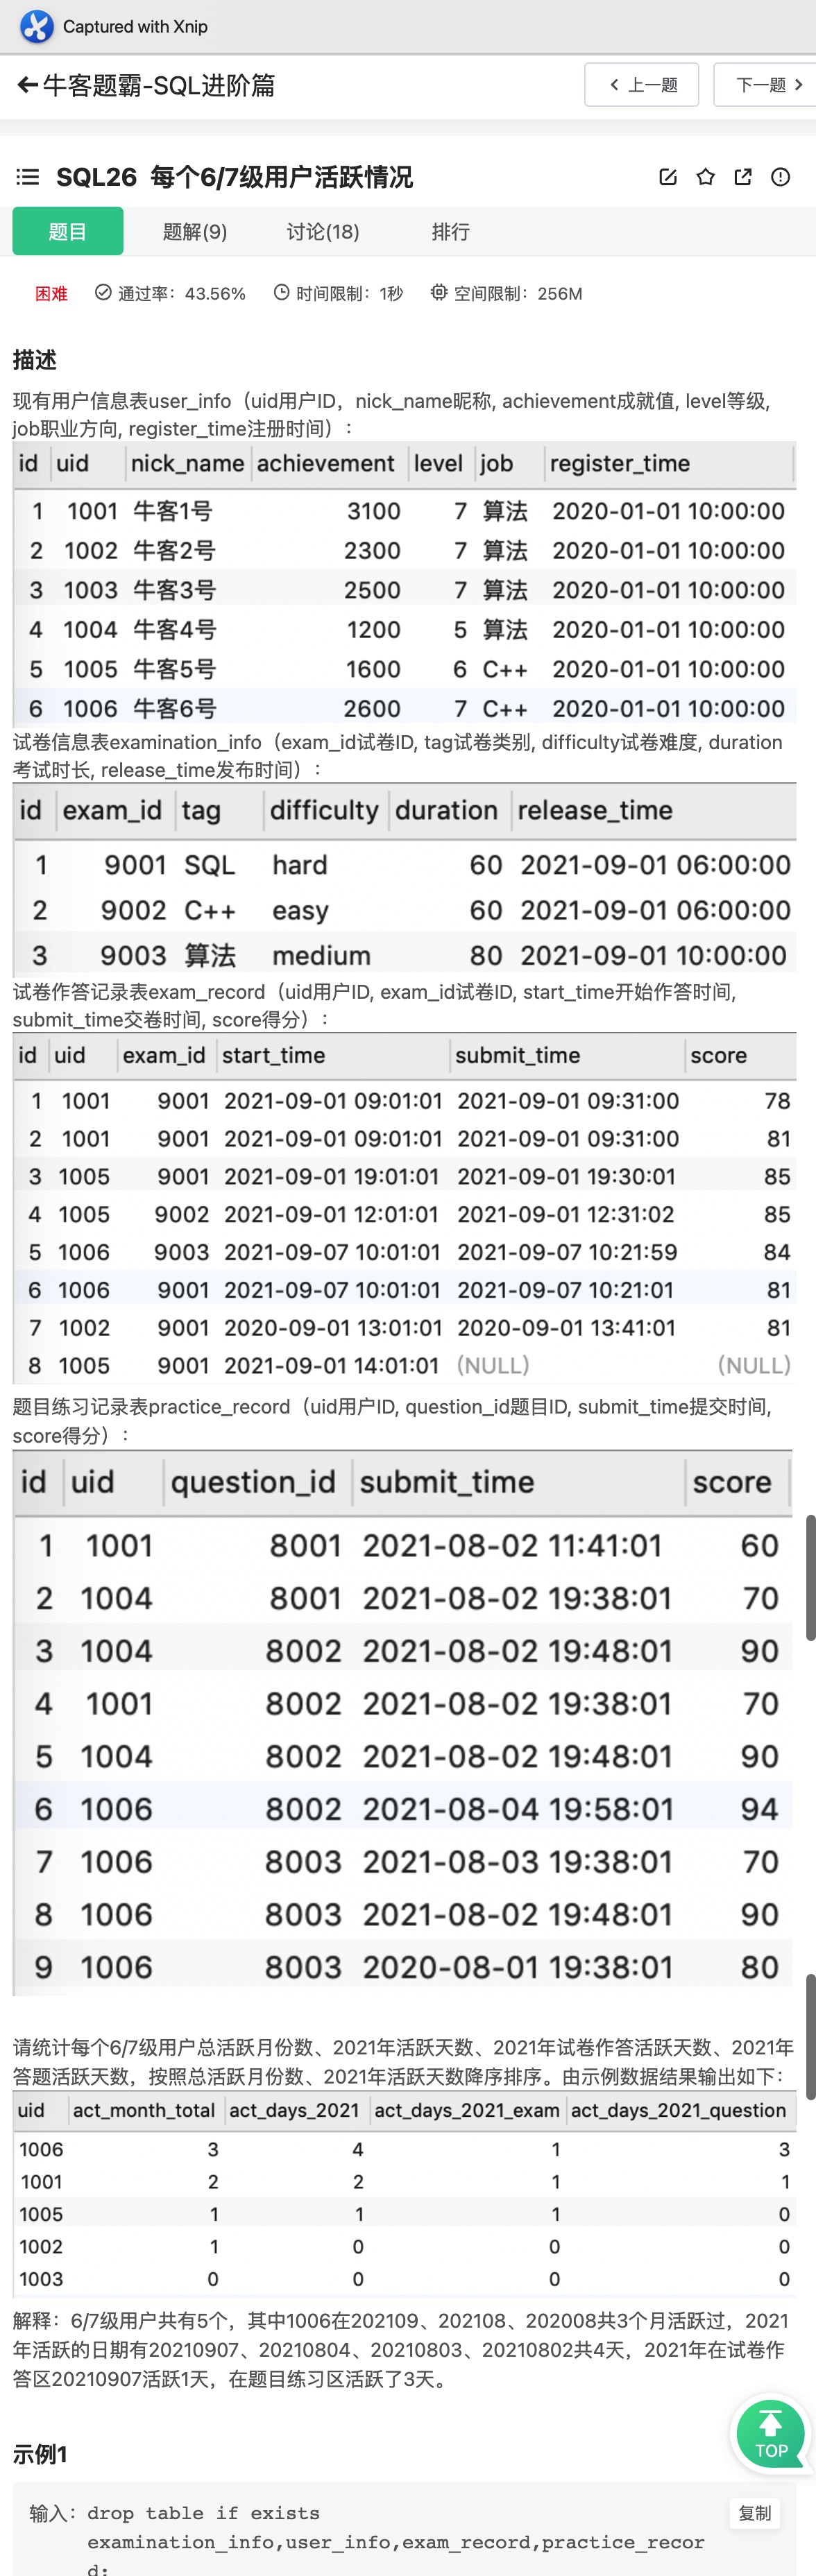 Captured with Xnip
牛客题霸-SQL进阶篇 上一题 下一题
SQL26 每个6/7级用户活跃情况
题目 题解(9) 讨论(18) 排行
困难 通过率：43.56% 时间限制：1秒 空间限制：256M
描述
现有用户信息表user_info（uid用户ID，nick_name昵称, achievement成就值, level等级,
job职业方向, register_time注册时间）：
id uid nick_name achievement level job register_time
1 1001 牛客1号 3100 7 算法 2020-01-01 10:00:00
2 1002 牛客2号 2300 7 算法 2020-01-01 10:00:00
3 1003 牛客3号 2500 7 算法 2020-01-01 10:00:00
4 1004 牛客4号 1200 5 算法 2020-01-01 10:00:00
5 1005 牛客5号 1600 6 C++ 2020-01-01 10:00:00
6 1006 牛客6号 2600 7 C++ 2020-01-01 10:00:00
试卷信息表examination_info（exam_id试卷ID, tag试卷类别, difficulty试卷难度, duration
考试时长, release_time发布时间）：
id exam_id tag difficulty duration release_time
1 9001 SQL hard 60 2021-09-01 06:00:00
2 9002 C++ easy 60 2021-09-01 06:00:00
3 9003 算法 medium 80 2021-09-01 10:00:00
试卷作答记录表exam_record（uid用户ID, exam_id试卷ID, start_time开始作答时间,
submit_time交卷时间, score得分）：
id uid exam_id start_time submit_time score
1 1001 9001 2021-09-01 09:01:01 2021-09-01 09:31:00 78
2 1001 9001 2021-09-01 09:01:01 2021-09-01 09:31:00 81
3 1005 9001 2021-09-01 19:01:01 2021-09-01 19:30:01 85
4 1005 9002 2021-09-01 12:01:01 2021-09-01 12:31:02 85
5 1006 9003 2021-09-07 10:01:01 2021-09-07 10:21:59 84
6 1006 9001 2021-09-07 10:01:01 2021-09-07 10:21:01 81
7 1002 9001 2020-09-01 13:01:01 2020-09-01 13:41:01 81
8 1005 9001 2021-09-01 14:01:01 (NULL) (NULL)
题目练习记录表practice_record（uid用户ID, question_id题目ID, submit_time提交时间,
score得分）：
id uid question_id submit_time score
1 1001 8001 2021-08-02 11:41:01 60
2 1004 8001 2021-08-02 19:38:01 70
3 1004 8002 2021-08-02 19:48:01 90
4 1001 8002 2021-08-02 19:38:01 70
5 1004 8002 2021-08-02 19:48:01 90
6 1006 8002 2021-08-04 19:58:01 94
7 1006 8003 2021-08-03 19:38:01 70
8 1006 8003 2021-08-02 19:48:01 90
9 1006 8003 2020-08-01 19:38:01 80
请统计每个6/7级用户总活跃月份数、2021年活跃天数、2021年试卷作答活跃天数、2021年
答题活跃天数，按照总活跃月份数、2021年活跃天数降序排序。由示例数据结果输出如下：
uid act_month_total act_days_2021 act_days_2021_exam act_days_2021_question
1006 3 4 1 3
1001 2 2 1 1
1005 1 1 1 0
1002 1 0 0 0
1003 0 0 0 0
解释：6/7级用户共有5个，其中1006在202109、202108、202008共3个月活跃过，2021
年活跃的日期有20210907、20210804、20210803、20210802共4天，2021年在试卷作
答区20210907活跃1天，在题目练习区活跃了3天。
TOP
示例1
输入：drop table if exists 复制
examination_info,user_info,exam_record,practice_recor
d;